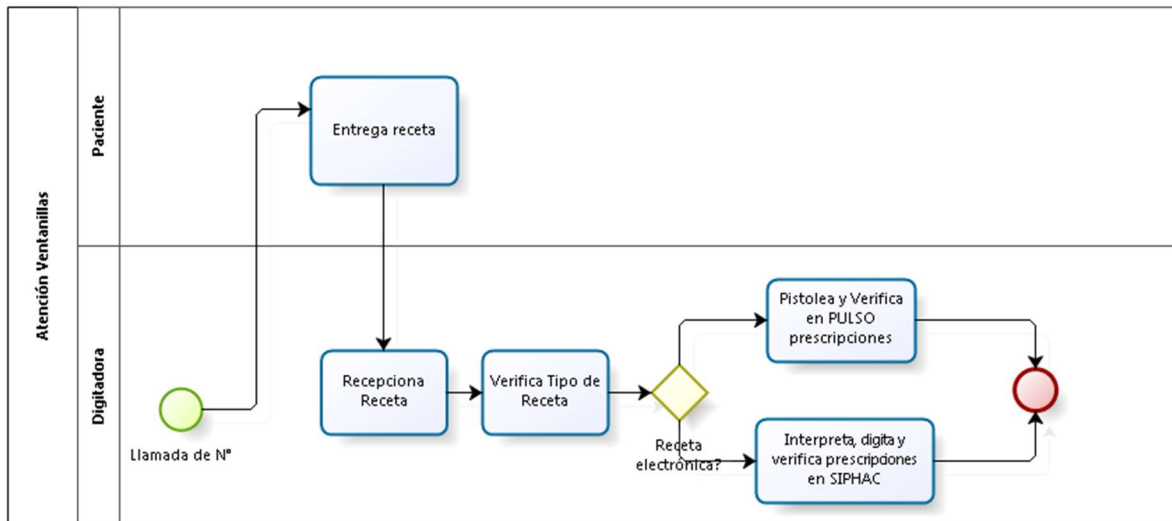 Atención Ventanillas
Paciente
Entrega receta
Digitadora
Llamada de N°
Recepciona
Receta
Verifica Tipo de
Receta
Receta
electrónica?
Pistolea y Verifica
en PULSO
prescripciones
Interpreta, digita y
verifica prescripciones
en SIPHAC